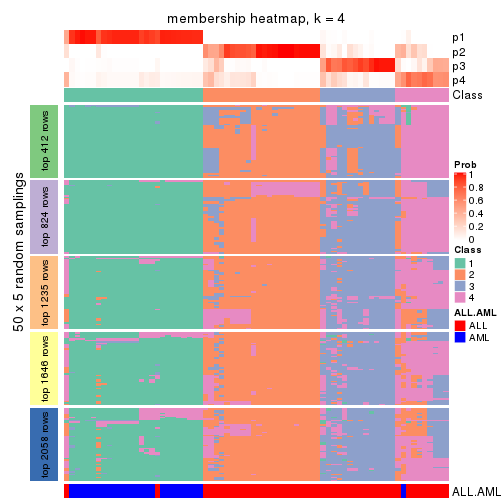 membership heatmap, k = 4
p1
p2
p3
p4
Class
50 x 5 random samplings
top 412 rows
top 824 rows
top 1235 rows
top 1646 rows
top 2058 rows
Prob
1
0.8
0.6
0.4
0.2
0
Class
1
2
3
4
ALL.AML
ALL
AML
ALL.AML